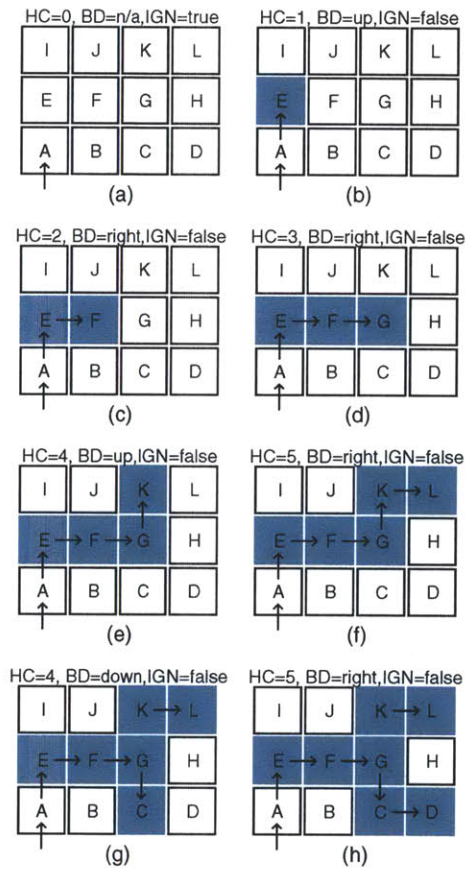 HC=0, BD=n/a,IGN=true
I J K L
E F G H
A B C D
(a)
HC=1, BD=up,IGN=false
I J K L
E F G H
A B C D
(b)
HC=2, BD=right,IGN=false
I J K L
E F G H
A B C D
(c)
HC=3, BD=right,IGN=false
I J K L
E F G H
A B C D
(d)
HC=4, BD=up,IGN=false
I J K L
E F G H
A B C D
(e)
HC=5, BD=right,IGN=false
I J K L
E F G H
A B C D
(f)
HC=4, BD=down,IGN=false
I J K L
E F G H
A B C D
(g)
HC=5, BD=right,IGN=false
I J K L
E F G H
A B C D
(h)